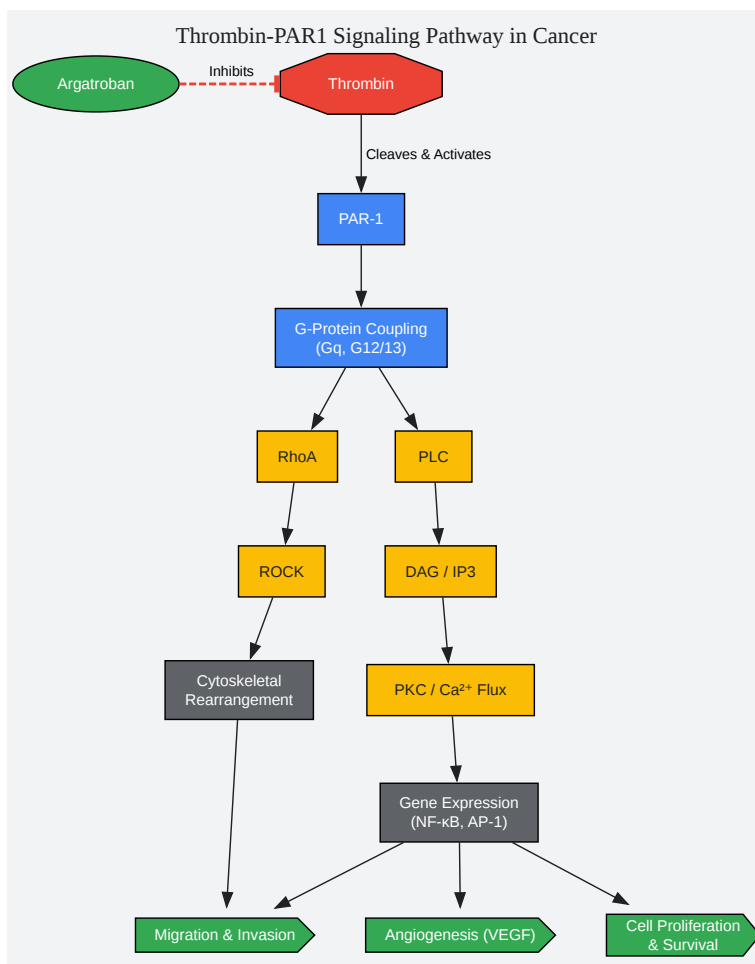 Thrombin-PAR1 Signaling Pathway in Cancer
Argatroban
Inhibits
Thrombin
Cleaves & Activates
PAR-1
G-Protein Coupling
(Gq, G12/13)
RhoA
PLC
ROCK
DAG / IP3
Cytoskeletal
Rearrangement
PKC / Ca²⁺ Flux
Gene Expression
(NF-κB, AP-1)
Migration & Invasion
Angiogenesis (VEGF)
Cell Proliferation
& Survival